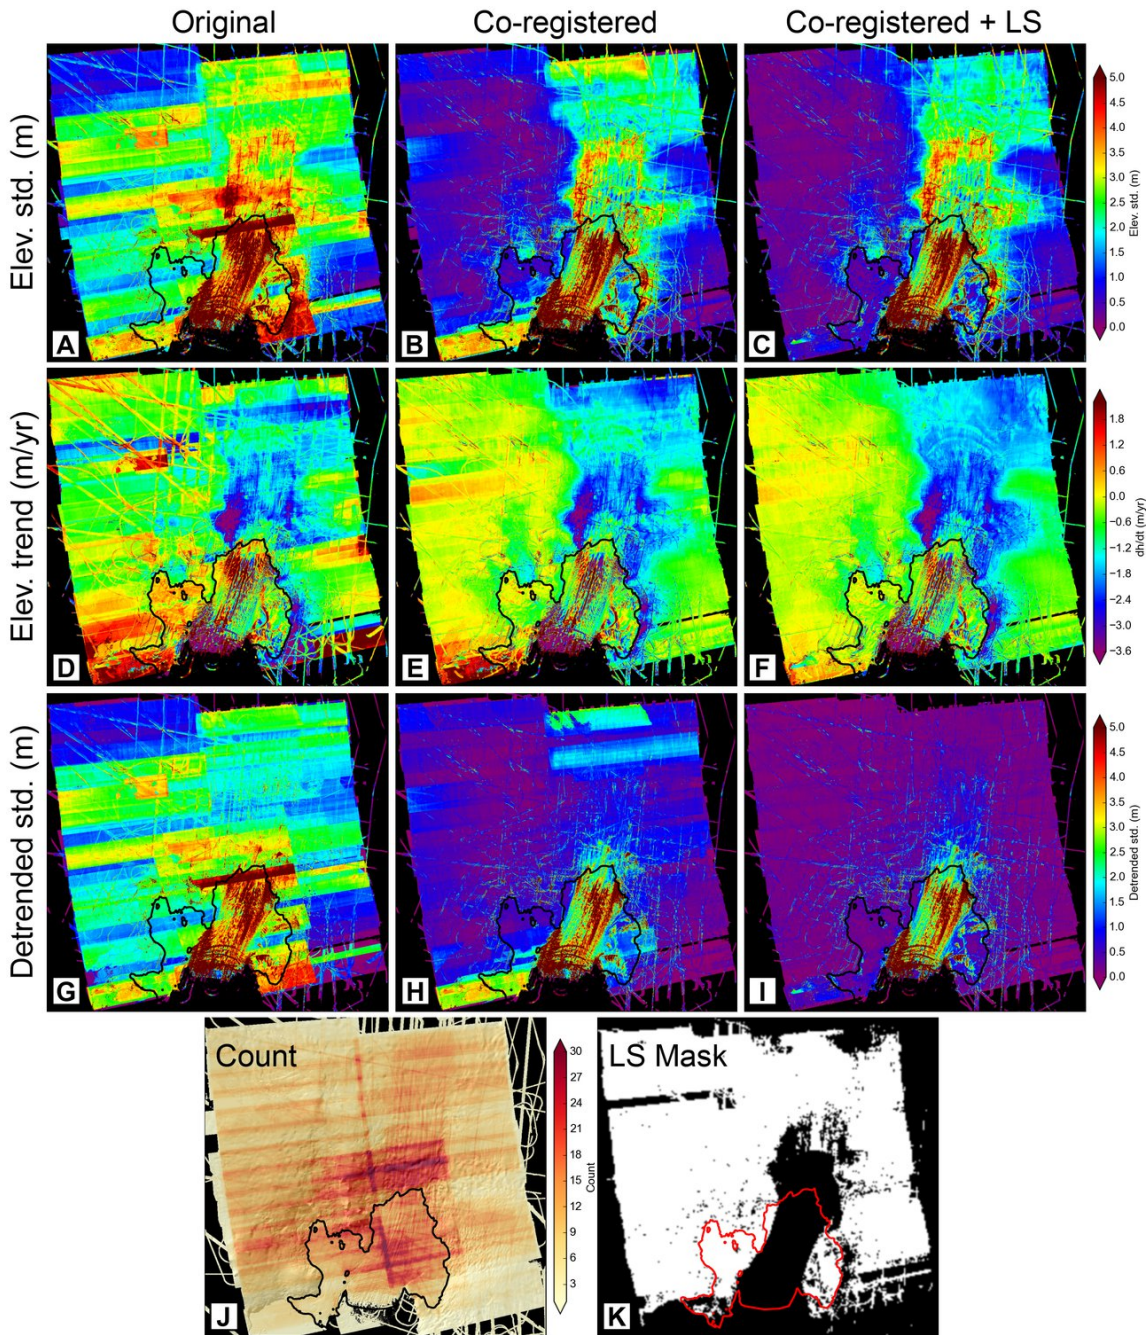 Original
Co-registered
Co-registered + LS
Elev. std. (m)
A
B
C
5.0
4.5
4.0
3.5
3.0
2.5
2.0
1.5
1.0
0.5
0.0
Elev. std. (m)
Elev. trend (m/yr)
D
E
F
1.8
1.2
0.6
0.0
−0.6
−1.2
−1.8
−2.4
−3.0
−3.6
dh/dt (m/yr)
Detrended std. (m)
G
H
I
5.0
4.5
4.0
3.5
3.0
2.5
2.0
1.5
1.0
0.5
0.0
Detrended std. (m)
Count
J
30
27
24
21
18
15
12
9
6
3
Count
LS Mask
K